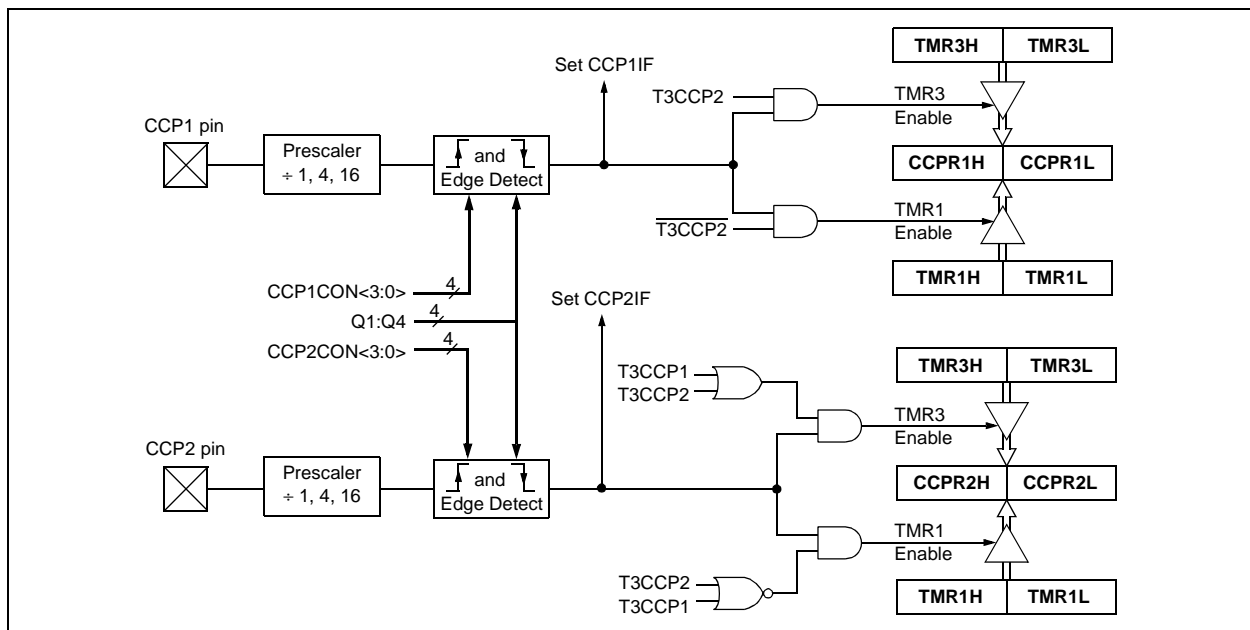 TMR3H TMR3L
Set CCP1IF
T3CCP2
TMR3
Enable
CCP1 pin
Prescaler
÷ 1, 4, 16
and
Edge Detect
CCPR1H CCPR1L
T3CCP2
TMR1
Enable
TMR1H TMR1L
CCP1CON<3:0>
4
Q1:Q4
4
CCP2CON<3:0>
4
Set CCP2IF
TMR3H TMR3L
T3CCP1
T3CCP2
TMR3
Enable
CCP2 pin
Prescaler
÷ 1, 4, 16
and
Edge Detect
CCPR2H CCPR2L
TMR1
Enable
T3CCP2
T3CCP1
TMR1H TMR1L